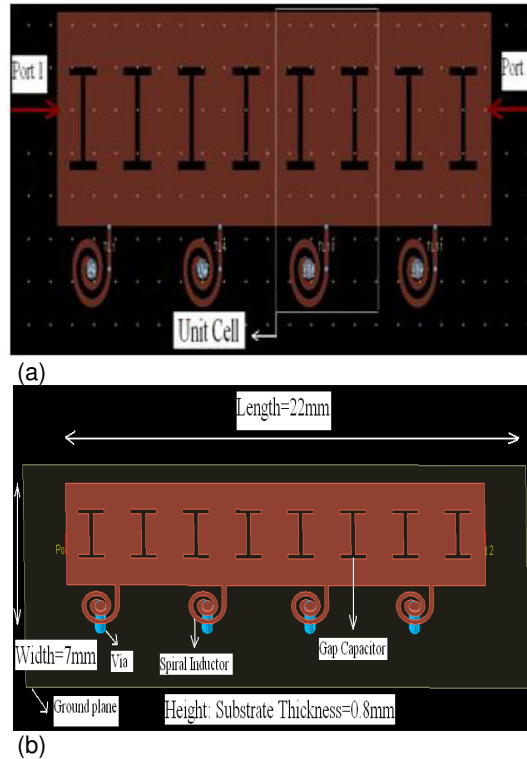 Port 1
Port
Unit Cell
(a)
Length=22mm
Width=7mm
Via
Spiral Inductor
Gap Capacitor
Ground plane
Height: Substrate Thickness=0.8mm
(b)